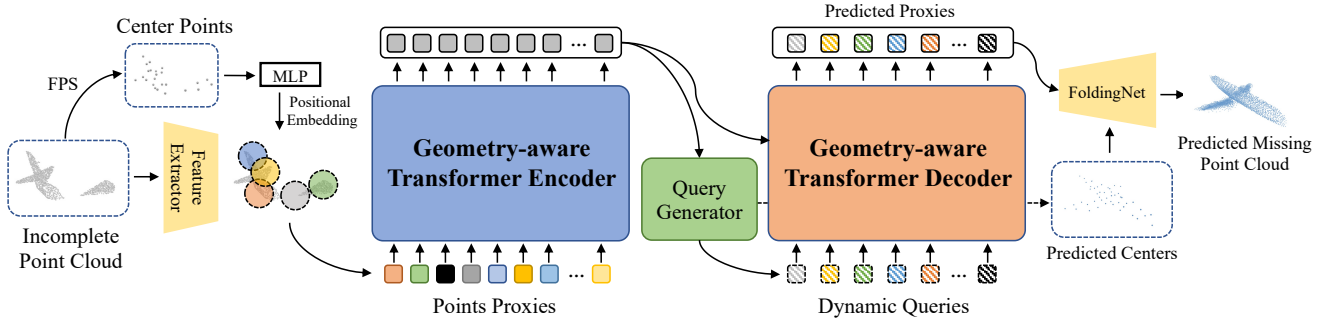 Center Points
FPS
MLP
Positional
Embedding
Feature
Extractor
Incomplete
Point Cloud
Geometry-aware
Transformer Encoder
...
Points Proxies
...
Query
Generator
Predicted Proxies
...
Geometry-aware
Transformer Decoder
...
Dynamic Queries
FoldingNet
Predicted Missing
Point Cloud
Predicted Centers